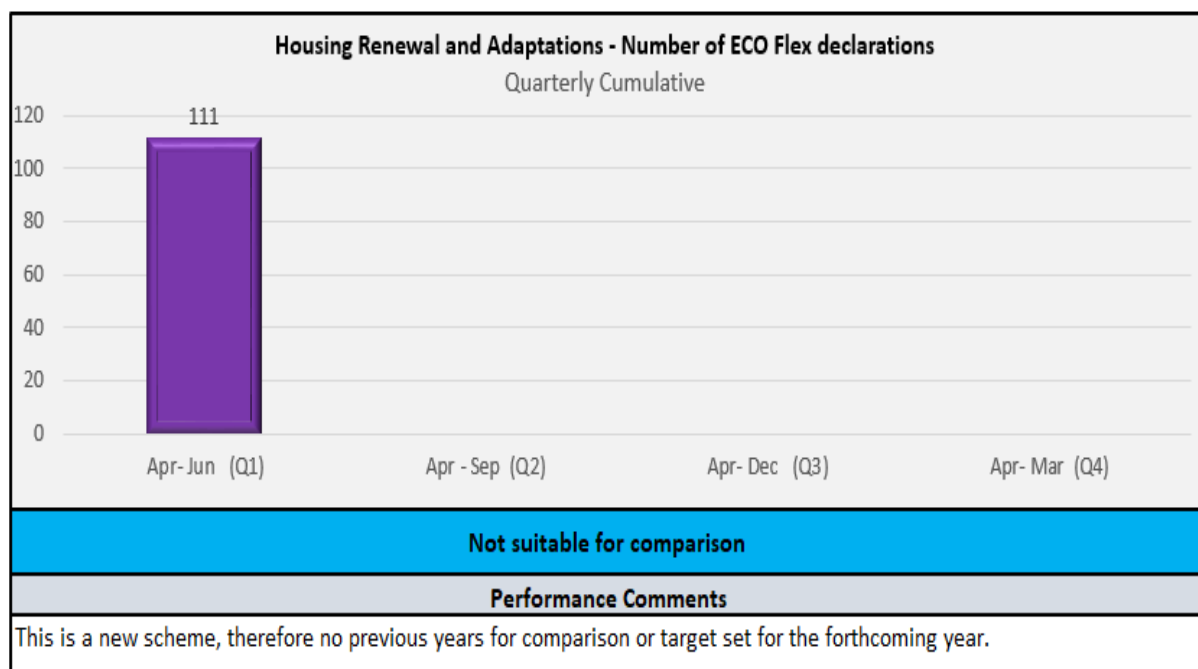 Housing Renewal and Adaptations - Number of ECO Flex declarations
Quarterly Cumulative
120
111
100
80
60
40
20
0
Apr- Jun (Q1)
Apr - Sep (Q2)
Apr- Dec (Q3)
Apr- Mar (Q4)
Not suitable for comparison
Performance Comments
This is a new scheme, therefore no previous years for comparison or target set for the forthcoming year.